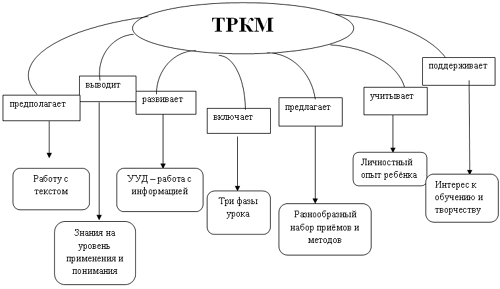 ТРКМ
предполагает
выводит
развивает
включает
предлагает
учитывает
поддерживает
Работу с
текстом
Знания на
уровень
применения и
понимания
УУД – работа с
информацией
Три фазы
урока
Разнообразный
набор приёмов и
методов
Личностный
опыт ребёнка
Интерес к
обучению и
творчеству